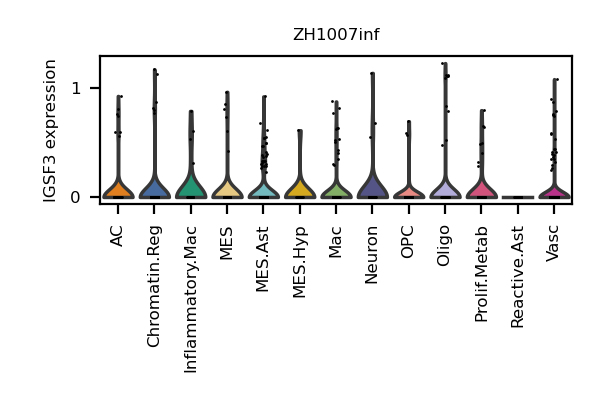 ZH1007inf
IGSF3 expression
1
0
AC
Chromatin.Reg
Inflammatory.Mac
MES
MES.Ast
MES.Hyp
Mac
Neuron
OPC
Oligo
Prolif.Metab
Reactive.Ast
Vasc